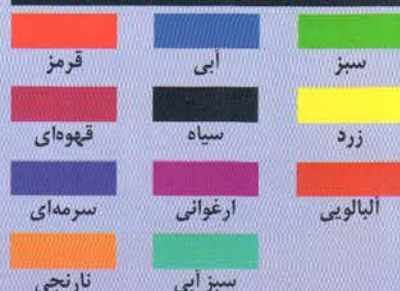 سبز آبی قرمز
زرد سیاه قهوه‌ای
آلبالویی ارغوانی سرمه‌ای
سبز آبی نارنجی